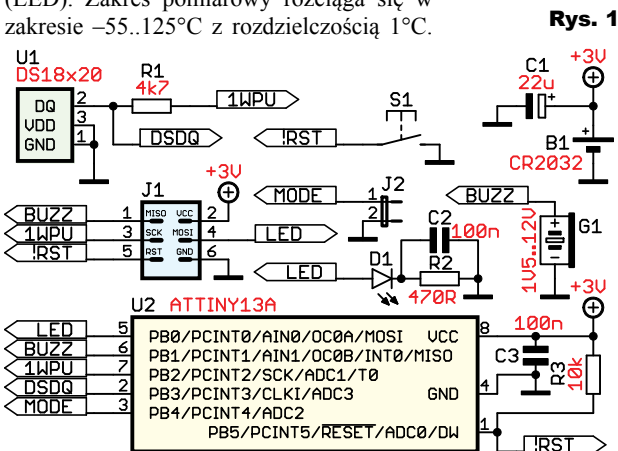 (LED). Zakres pomiarowy rozciąga się w
zakresie –55..125°C z rozdzielczością 1°C.
Rys. 1
U1
DS18x20
DQ 2
VDD 3
GND 1
R1
4k7
1WPU
DSDQ
!RST
S1
C1
22u
+
+3V
+
B1
CR2032
J1
+3V
BUZZ 1 MISO VCC 2
1WPU 3 SCK MOSI 4 LED
!RST 5 RST GND 6
MODE
J2
1
2
LED
D1
C2
100n
R2
470R
BUZZ
G1
1V5..12V
U2 ATTINY13A
LED 5 PB0/PCINT0/AIN0/OC0A/MOSI VCC 8
BUZZ 6 PB1/PCINT1/AIN1/OC0B/INT0/MISO
1WPU 7 PB2/PCINT2/SCK/ADC1/T0
DSDQ 2 PB3/PCINT3/CLKI/ADC3 GND 4
MODE 3 PB4/PCINT4/ADC2
PB5/PCINT5/RESET/ADC0/DW 1
100n
C3
+3V
R3
10k
!RST